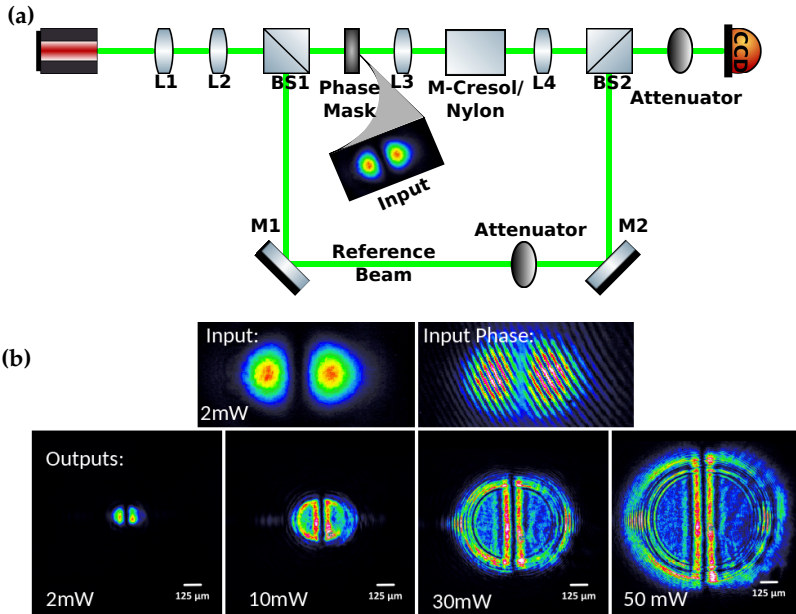 (a)
L1
L2
BS1
Phase
Mask
L3
M-Cresol/
Nylon
L4
BS2
Attenuator
CCD
Input
M1
Reference
Beam
Attenuator
M2
(b)
Input:
2mW
Input Phase:
Outputs:
2mW
125 µm
10mW
125 µm
30mW
125 µm
50 mW
125 µm